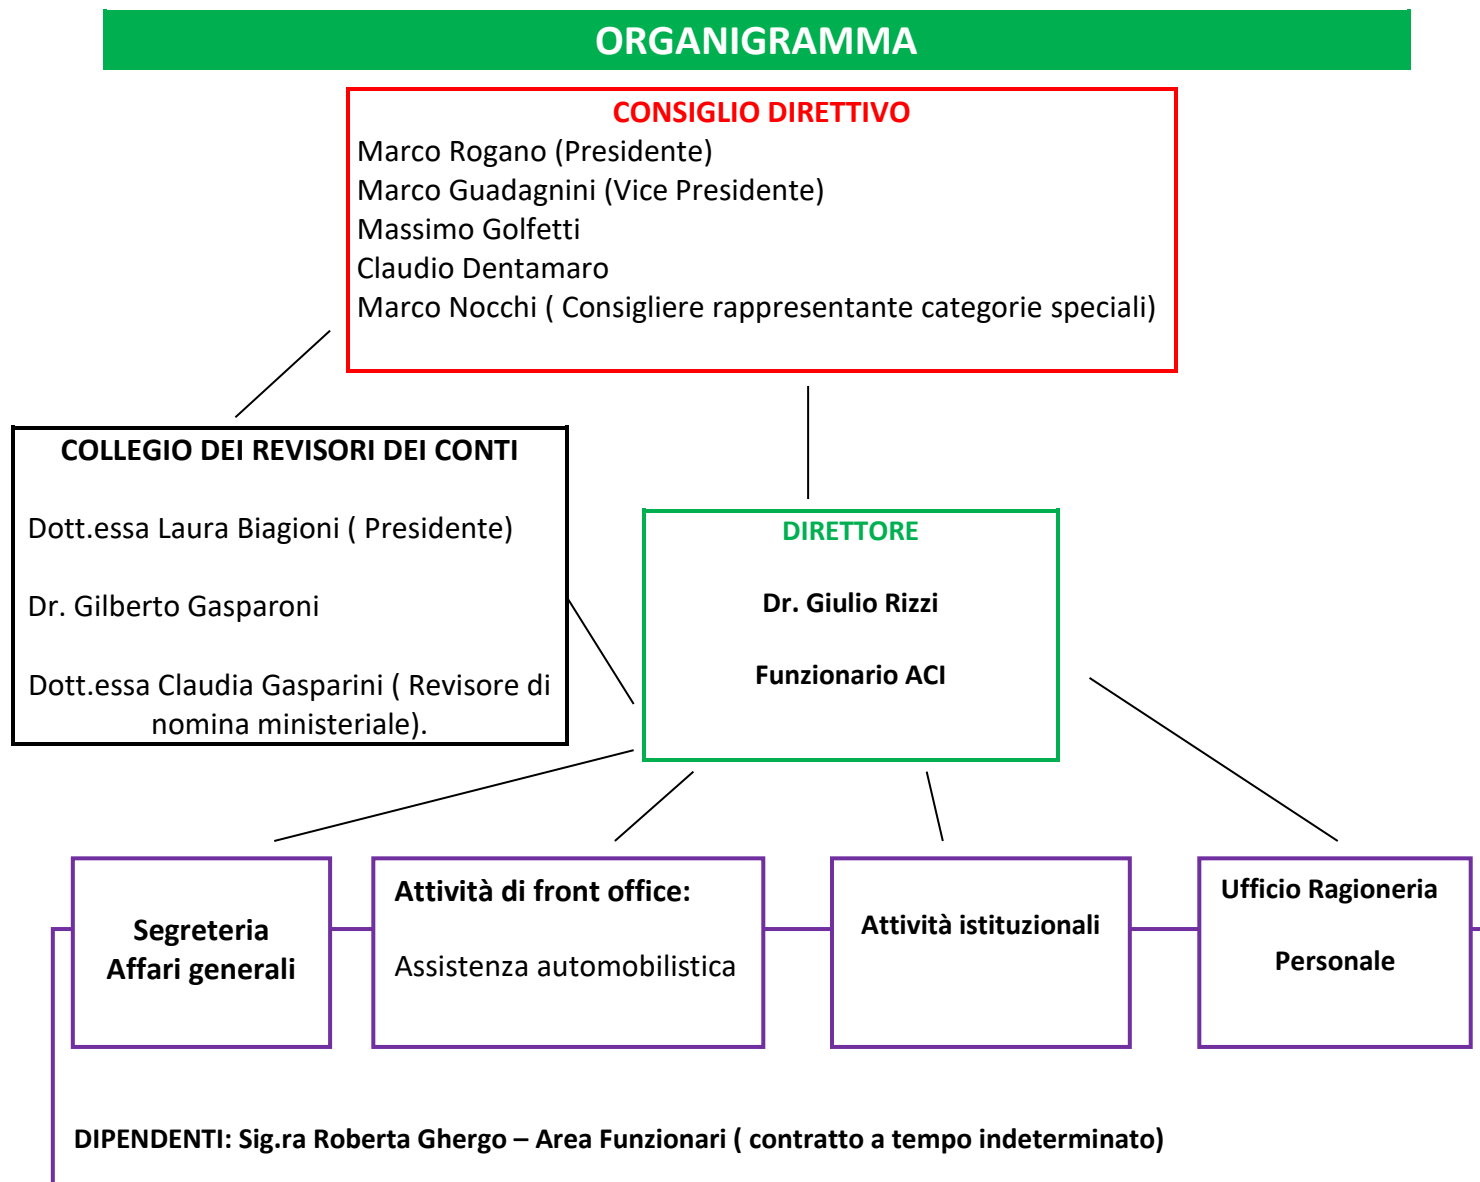 ORGANIGRAMMA
CONSIGLIO DIRETTIVO
Marco Rogano (Presidente)
Marco Guadagnini (Vice Presidente)
Massimo Golfetti
Claudio Dentamaro
Marco Nocchi ( Consigliere rappresentante categorie speciali)
COLLEGIO DEI REVISORI DEI CONTI
Dott.essa Laura Biagioni ( Presidente)
Dr. Gilberto Gasparoni
Dott.essa Claudia Gasparini ( Revisore di
nomina ministeriale).
DIRETTORE
Dr. Giulio Rizzi
Funzionario ACI
Segreteria
Affari generali
Attività di front office:
Assistenza automobilistica
Attività istituzionali
Ufficio Ragioneria
Personale
DIPENDENTI: Sig.ra Roberta Ghergo – Area Funzionari ( contratto a tempo indeterminato)